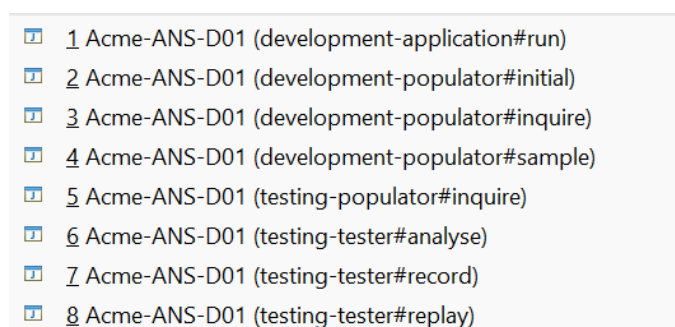 1 Acme-ANS-D01 (development-application#run)
2 Acme-ANS-D01 (development-populator#initial)
3 Acme-ANS-D01 (development-populator#inquire)
4 Acme-ANS-D01 (development-populator#sample)
5 Acme-ANS-D01 (testing-populator#inquire)
6 Acme-ANS-D01 (testing-tester#analyse)
7 Acme-ANS-D01 (testing-tester#record)
8 Acme-ANS-D01 (testing-tester#replay)